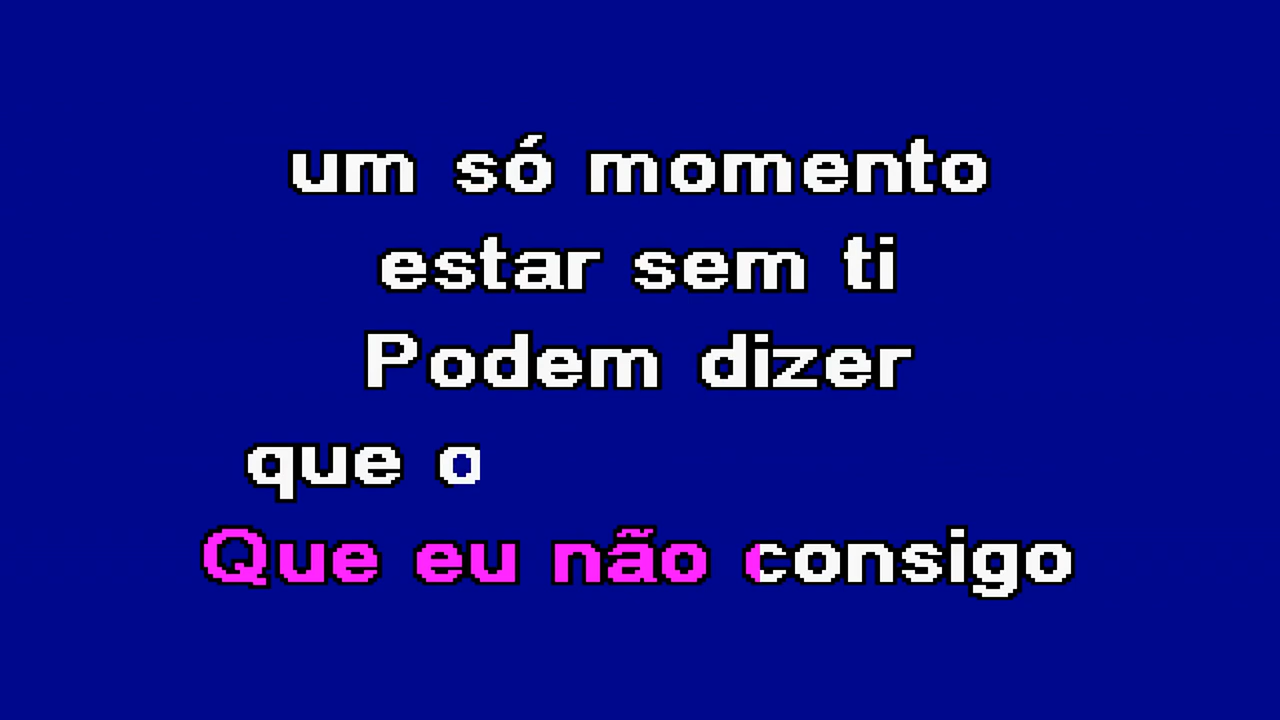 um só momento
estar sem ti
Podem dizer
que o
Que eu não consigo